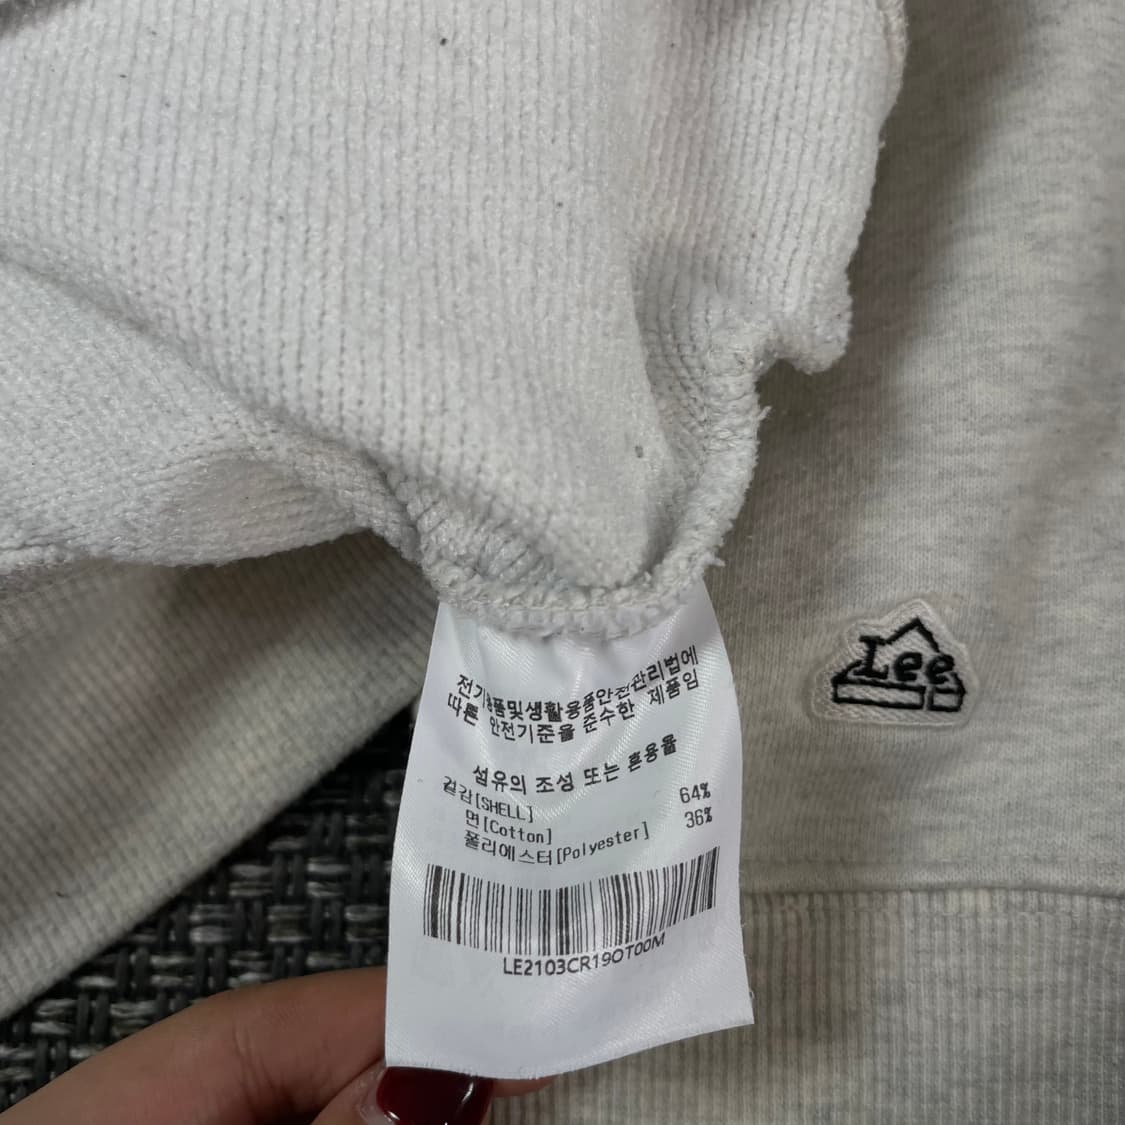 전기용품및생활용품안전관리법에
따른 안전기준을 준수한 제품임
섬유의 조성 또는 혼용율
겉감[SHELL]
면[Cotton] 64%
폴리에스터[Polyester] 36%
LE2103CR19OT00M
Lee